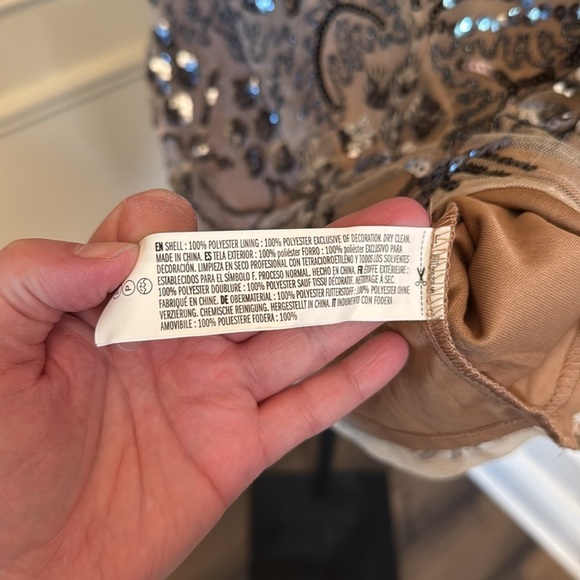 EN SHELL : 100% POLYESTER LINING : 100% POLYESTER EXCLUSIVE OF DECORATION. DRY CLEAN.
MADE IN CHINA. ES TELA EXTERIOR : 100% poliéster FORRO : 100% poliéster EXCLUSIVO PARA
DECORACIÓN. LIMPIEZA EN SECO PROFESIONAL CON TETRACLOROETILENO Y TODOS LOS SOLVENTES
ESTABLECIDOS PARA EL SÍMBOLO F. PROCESO NORMAL. HECHO EN CHINA. FR ÉTOFFE EXTÉRIEURE :
100% POLYESTER DOUBLURE : 100% POLYESTER SAUF TISSU DÉCORATÉ. NETTOYAGE À SEC.
FABRIQUÉ EN CHINE. DE OBERMATERIAL : 100% POLYESTER FUTTERSTOFF : 100% POLYESTER OHNE
VERZIERUNG. CHEMISCHE REINIGUNG. HERGESTELLT IN CHINA. IT INDUMENTO CON FODERA
AMOVIBILE : 100% POLIESTERE FODERA : 100%
P